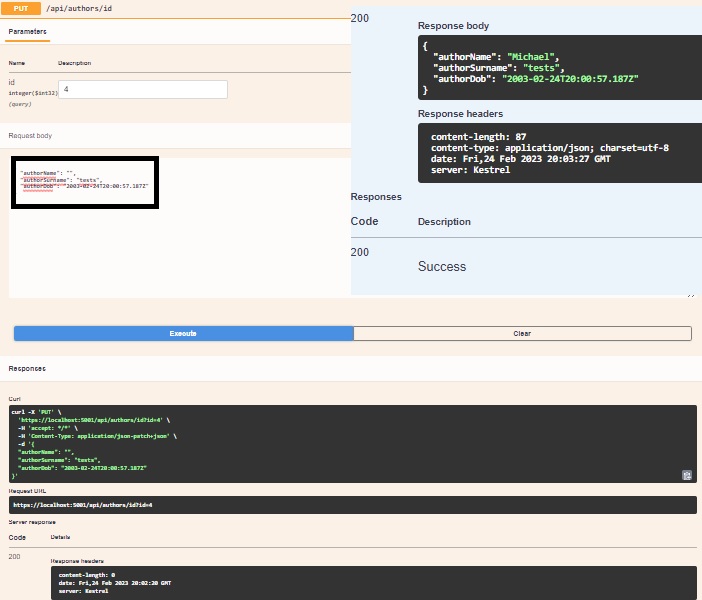 PUT /api/authors/id
Parameters
Name Description
id
integer($int32)
(query)
4
Request body
"authorName": "",
"authorSurname": "tests",
"authorDob": "2003-02-24T20:00:57.187Z"
200
Response body
{
"authorName": "Michael",
"authorSurname": "tests",
"authorDob": "2003-02-24T20:00:57.187Z"
}
Response headers
content-length: 87
content-type: application/json; charset=utf-8
date: Fri,24 Feb 2023 20:03:27 GMT
server: Kestrel
Responses
Code Description
200
Success
Execute Clear
Responses
Curl
curl -X 'PUT' \
'https://localhost:5001/api/authors/id?id=4' \
-H 'accept: */*' \
-H 'Content-Type: application/json-patch+json' \
-d '{
"authorName": "",
"authorSurname": "tests",
"authorDob": "2003-02-24T20:00:57.187Z"
}'
Request URL
https://localhost:5001/api/authors/id?id=4
Server response
Code Details
200
Response headers
content-length: 0
date: Fri,24 Feb 2023 20:02:20 GMT
server: Kestrel